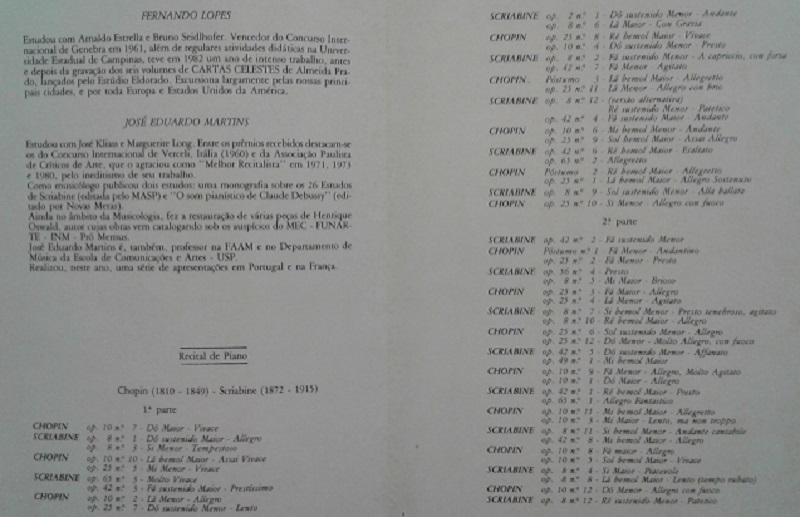 FERNANDO LOPES
Estudou com Arnaldo Estrella e Bruno Seidlhofer. Vencedor do Concurso Inter-
nacional de Genebra em 1961, além de regulares atividades didáticas na Univer-
sidade Estadual de Campinas, teve em 1982 um ano de intenso trabalho, antes
e depois da gravação dos seis volumes de CARTAS CELESTES de Almeida Pra-
do, lançados pelo Estúdio Eldorado. Excursiona largamente pelas nossas princi-
pais cidades, e por toda Europa e Estados Unidos da América.
JOSÉ EDUARDO MARTINS
Estudou com José Kliass e Marguerite Long. Entre os prêmios recebidos destacam-se
os do Concurso Internacional de Vercelli, Itália (1960) e da Associação Paulista
de Críticos de Arte, que o agraciou como "Melhor Recitalista" em 1971, 1973
e 1980, pelo ineditismo de seu trabalho.
Como musicólogo publicou dois estudos: uma monografia sobre os 26 Estudos
de Scriabine (editada pelo MASP) e "O som pianístico de Claude Debussy" (edi-
tado por Novas Metas).
Ainda no âmbito da Musicologia, fez a restauração de várias peças de Henrique
Oswald, autor cujas obras vem catalogando sob os auspícios do MEC - FUNAR-
TE - INM - Pró Memus.
José Eduardo Martins é, também, professor na FAAM e no Departamento de
Música da Escola de Comunicações e Artes - USP.
Realizou, neste ano, uma série de apresentações em Portugal e na França.
Recital de Piano
Chopin (1810 - 1849) - Scriabine (1872 - 1915)
1ª parte
CHOPIN op. 10 nº 7 - Dó Maior - Vivace
SCRIABINE op. 8 nº 1 - Dó sustenido Maior - Allegro
op. 8 nº 3 - Si Menor - Tempestoso
CHOPIN op. 10 nº 10 - Lá bemol Maior - Assai Vivace
op. 25 nº 5 - Mi Menor - Vivace
SCRIABINE op. 65 nº 3 - Molto Vivace
op. 42 nº 3 - Fá sustenido Maior - Prestissimo
CHOPIN op. 10 nº 2 - Lá Menor - Allegro
op. 25 nº 7 - Dó sustenido Menor - Lento
SCRIABINE op. 2 nº 1 - Dó sustenido Menor - Andante
op. 8 nº 6 - Lá Maior - Con Grazia
CHOPIN op. 25 nº 8 - Ré bemol Maior - Vivace
op. 10 nº 4 - Dó sustenido Menor - Presto
SCRIABINE op. 8 nº 2 - Fá sustenido Menor - A capriccio, con forza
op. 42 nº 7 - Fá Menor - Agitato
CHOPIN Póstumo 3 - Lá bemol Maior - Allegretto
op. 25 nº 11 - Lá Menor - Allegro con brio
SCRIABINE op. 8 nº 12 - (versão alternativa)
Ré sustenido Menor - Patetico
op. 42 nº 4 - Fá sustenido Maior - Andante
CHOPIN op. 10 nº 6 - Mi bemol Menor - Andante
op. 25 nº 9 - Sol bemol Maior - Assai Allegro
SCRIABINE op. 42 nº 6 - Ré bemol Maior - Esaltato
op. 65 nº 2 - Allegretto
CHOPIN Póstumo 2 - Ré bemol Maior - Allegretto
op. 25 nº 1 - Lá bemol Maior - Allegro Sostenuto
SCRIABINE op. 8 nº 9 - Sol sustenido Menor - Alla ballata
CHOPIN op. 25 nº 10 - Si Menor - Allegro con fuoco
2ª parte
SCRIABINE op. 42 nº 2 - Fá sustenido Menor
CHOPIN Póstumo nº 1 - Fá Menor - Andantino
op. 25 nº 2 - Fá Menor - Presto
SCRIABINE op. 56 nº 4 - Presto
op. 8 nº 5 - Mi Maior - Brioso
CHOPIN op. 25 nº 3 - Fá Maior - Allegro
op. 25 nº 4 - Lá Menor - Agitato
SCRIABINE op. 8 nº 7 - Si bemol Menor - Presto tenebroso, agitato
op. 8 nº 10 - Ré bemol Maior - Allegro
CHOPIN op. 25 nº 6 - Sol sustenido Menor - Allegro
op. 25 nº 12 - Dó Menor - Molto Allegro, con fuoco
SCRIABINE op. 42 nº 5 - Dó sustenido Menor - Affanato
op. 49 nº 1 - Mi bemol Maior
CHOPIN op. 10 nº 9 - Fá Menor - Allegro, Molto Agitato
op. 10 nº 1 - Dó Maior - Allegro
SCRIABINE op. 42 nº 1 - Ré bemol Maior - Presto
op. 65 nº 1 - Allegro Fantastico
CHOPIN op. 10 nº 11 - Mi bemol Maior - Allegretto
op. 10 nº 3 - Mi Maior - Lento, ma non troppo
SCRIABINE op. 8 nº 11 - Si bemol Menor - Andante cantabile
op. 42 nº 8 - Mi bemol Maior - Allegro
CHOPIN op. 10 nº 8 - Fá maior - Allegro
op. 10 nº 5 - Sol bemol Maior - Vivace
SCRIABINE op. 8 nº 4 - Si Maior - Piacevole
op. 8 nº 8 - Lá bemol Maior - Lento (tempo rubato)
CHOPIN op. 10 nº 12 - Dó Menor - Allegro con fuoco
SCRIABINE op. 8 nº 12 - Ré sustenido Menor - Patetico